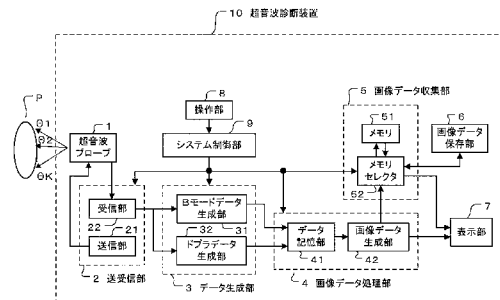 10 超音波診断装置
P
θ1
θ2
θK
1
超音波
プローブ
8
操作部
9
システム制御部
5 画像データ収集部
51
メモリ
メモリ
セレクタ
52
6
画像データ
保存部
7
表示部
受信部
22
21
送信部
2 送受信部
Bモードデータ
生成部
32
31
ドプラデータ
生成部
3 データ生成部
データ
記憶部
41
画像データ
生成部
42
4 画像データ処理部